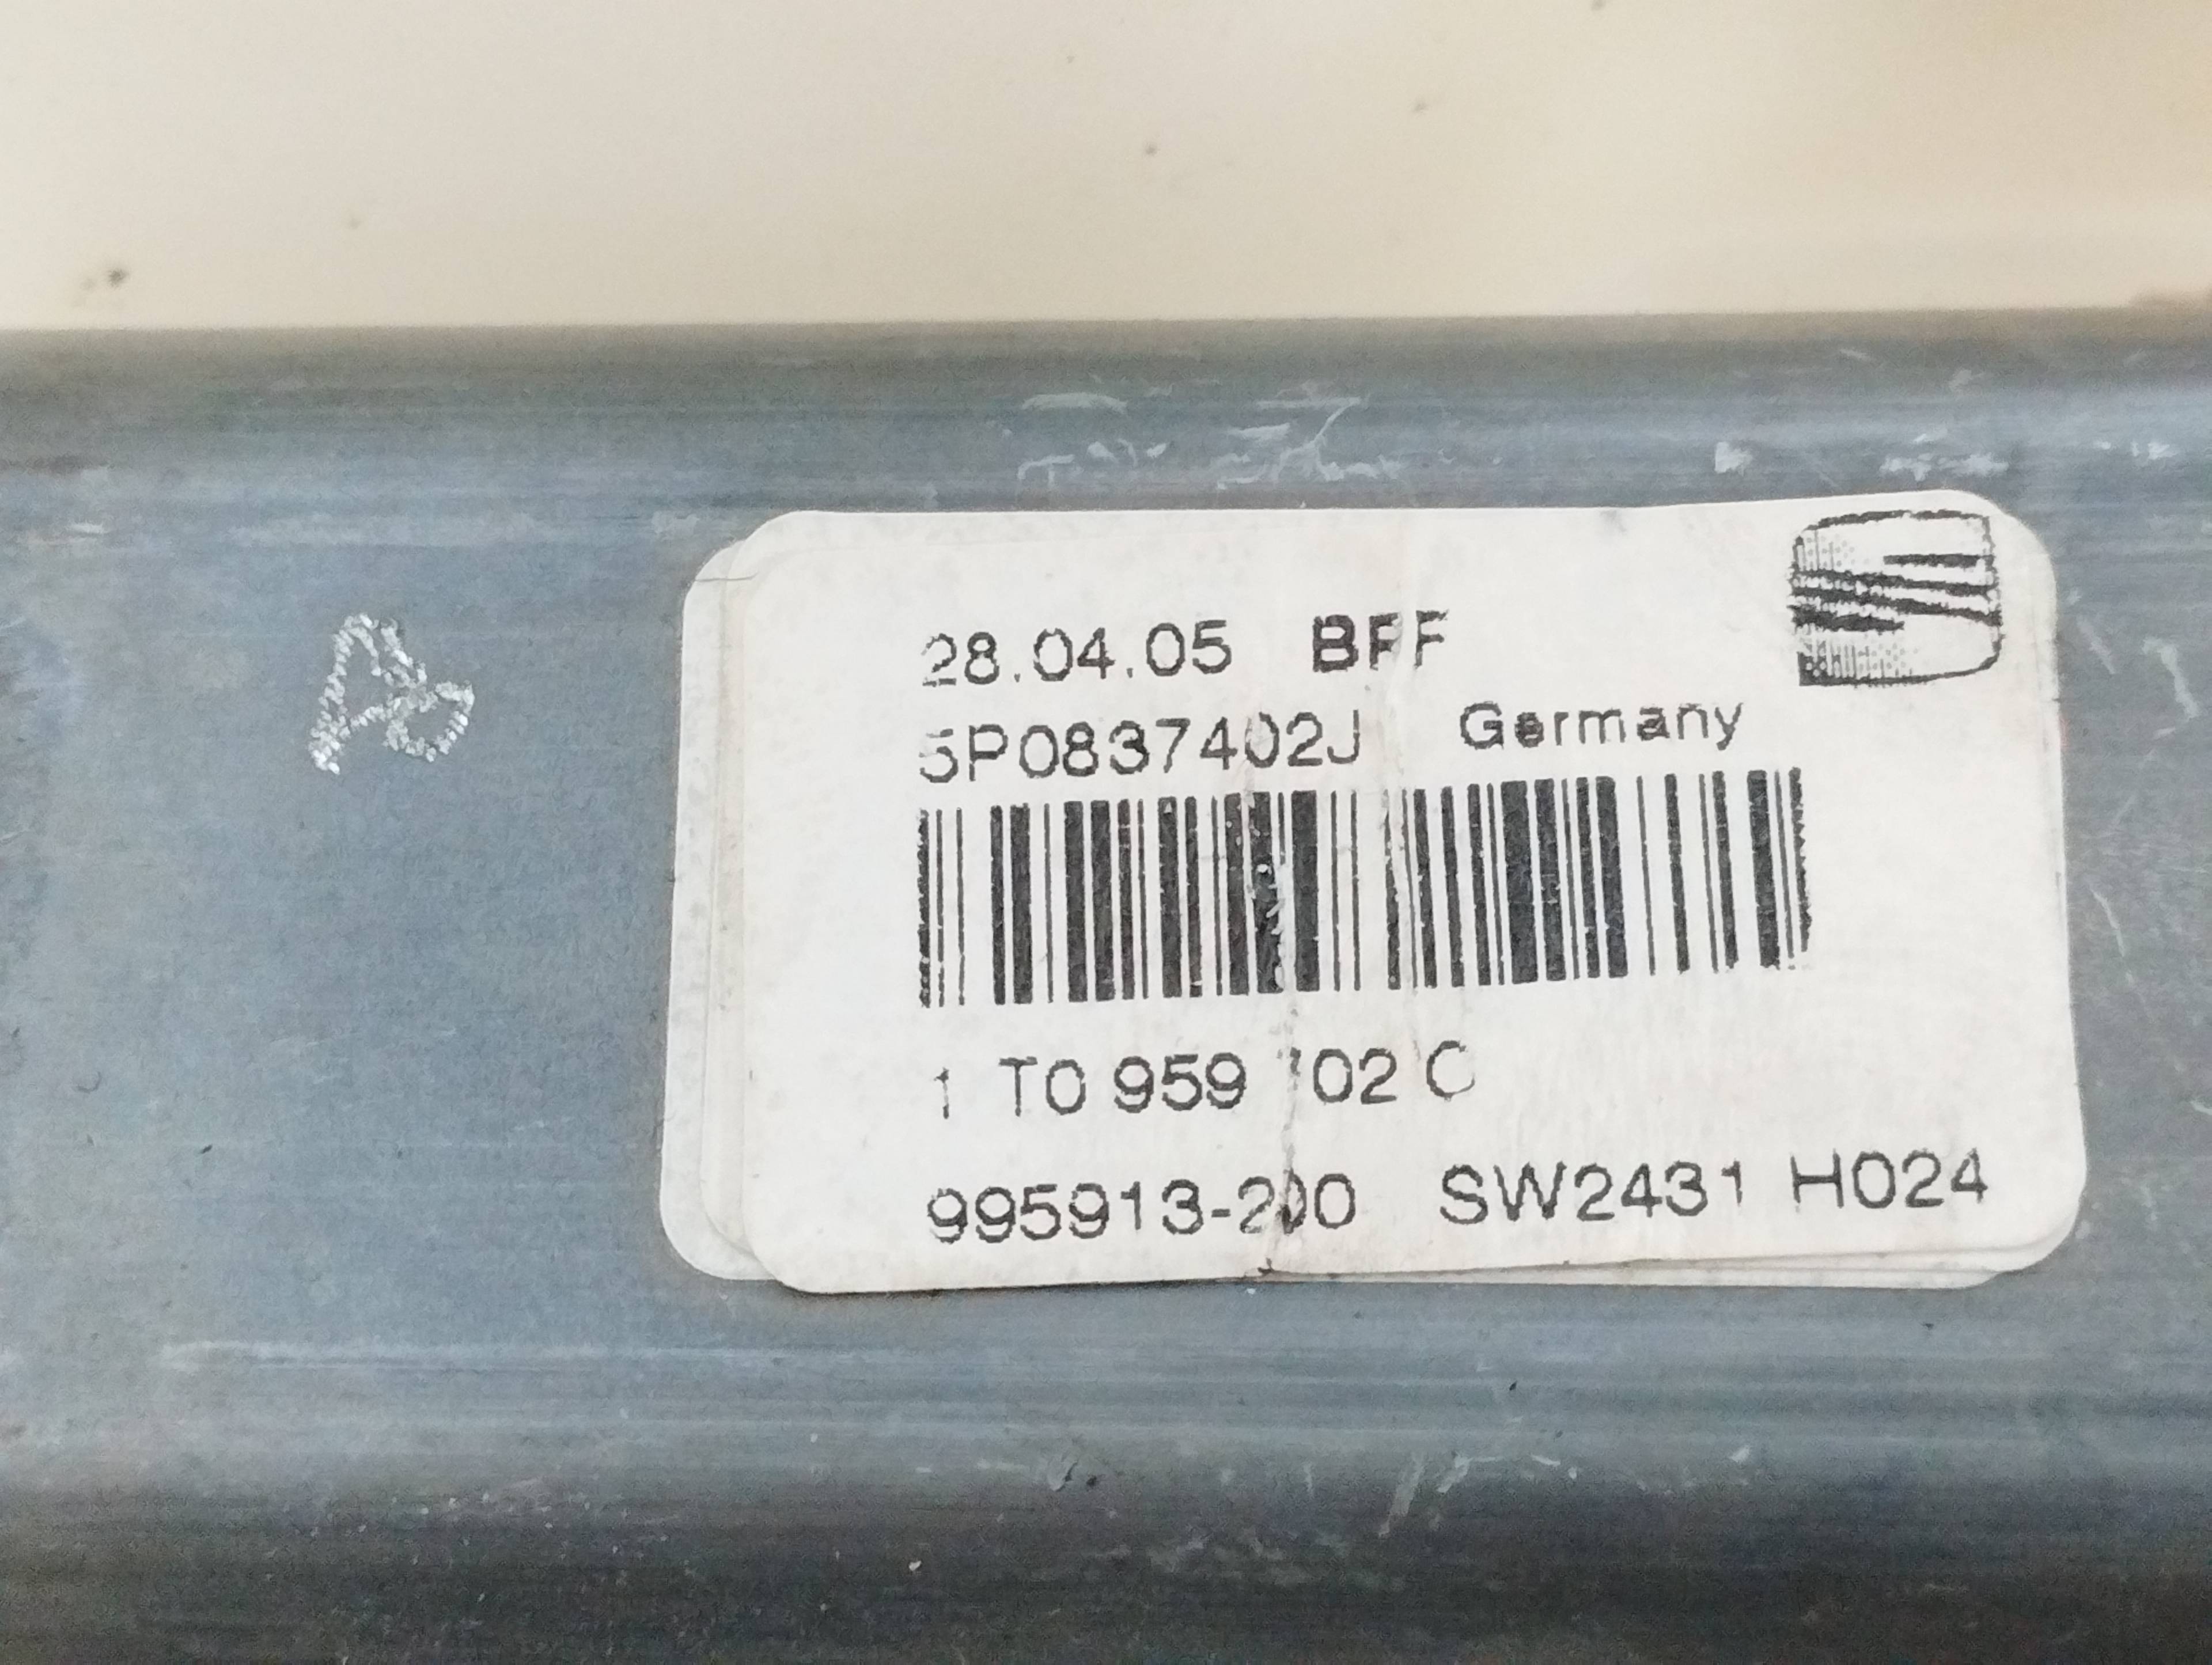 28.04.05 BFF
5P0837402J Germany
1 T0 959 702 C
995913-200 SW2431 H024